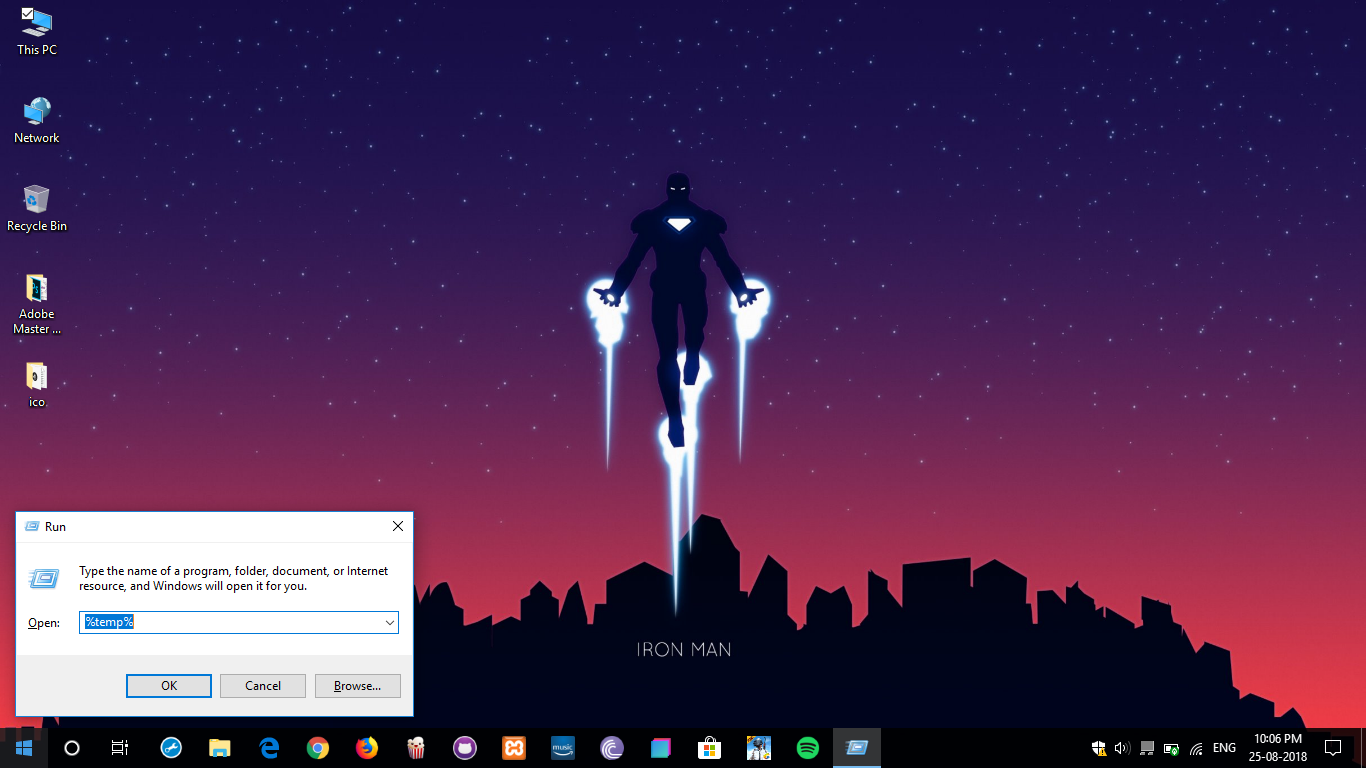 This PC
Network
Recycle Bin
Adobe
Master ...
ico
Run
Type the name of a program, folder, document, or Internet
resource, and Windows will open it for you.
Open:
%temp%
OK
Cancel
Browse...
IRON MAN
music
ENG
10:06 PM
25-08-2018